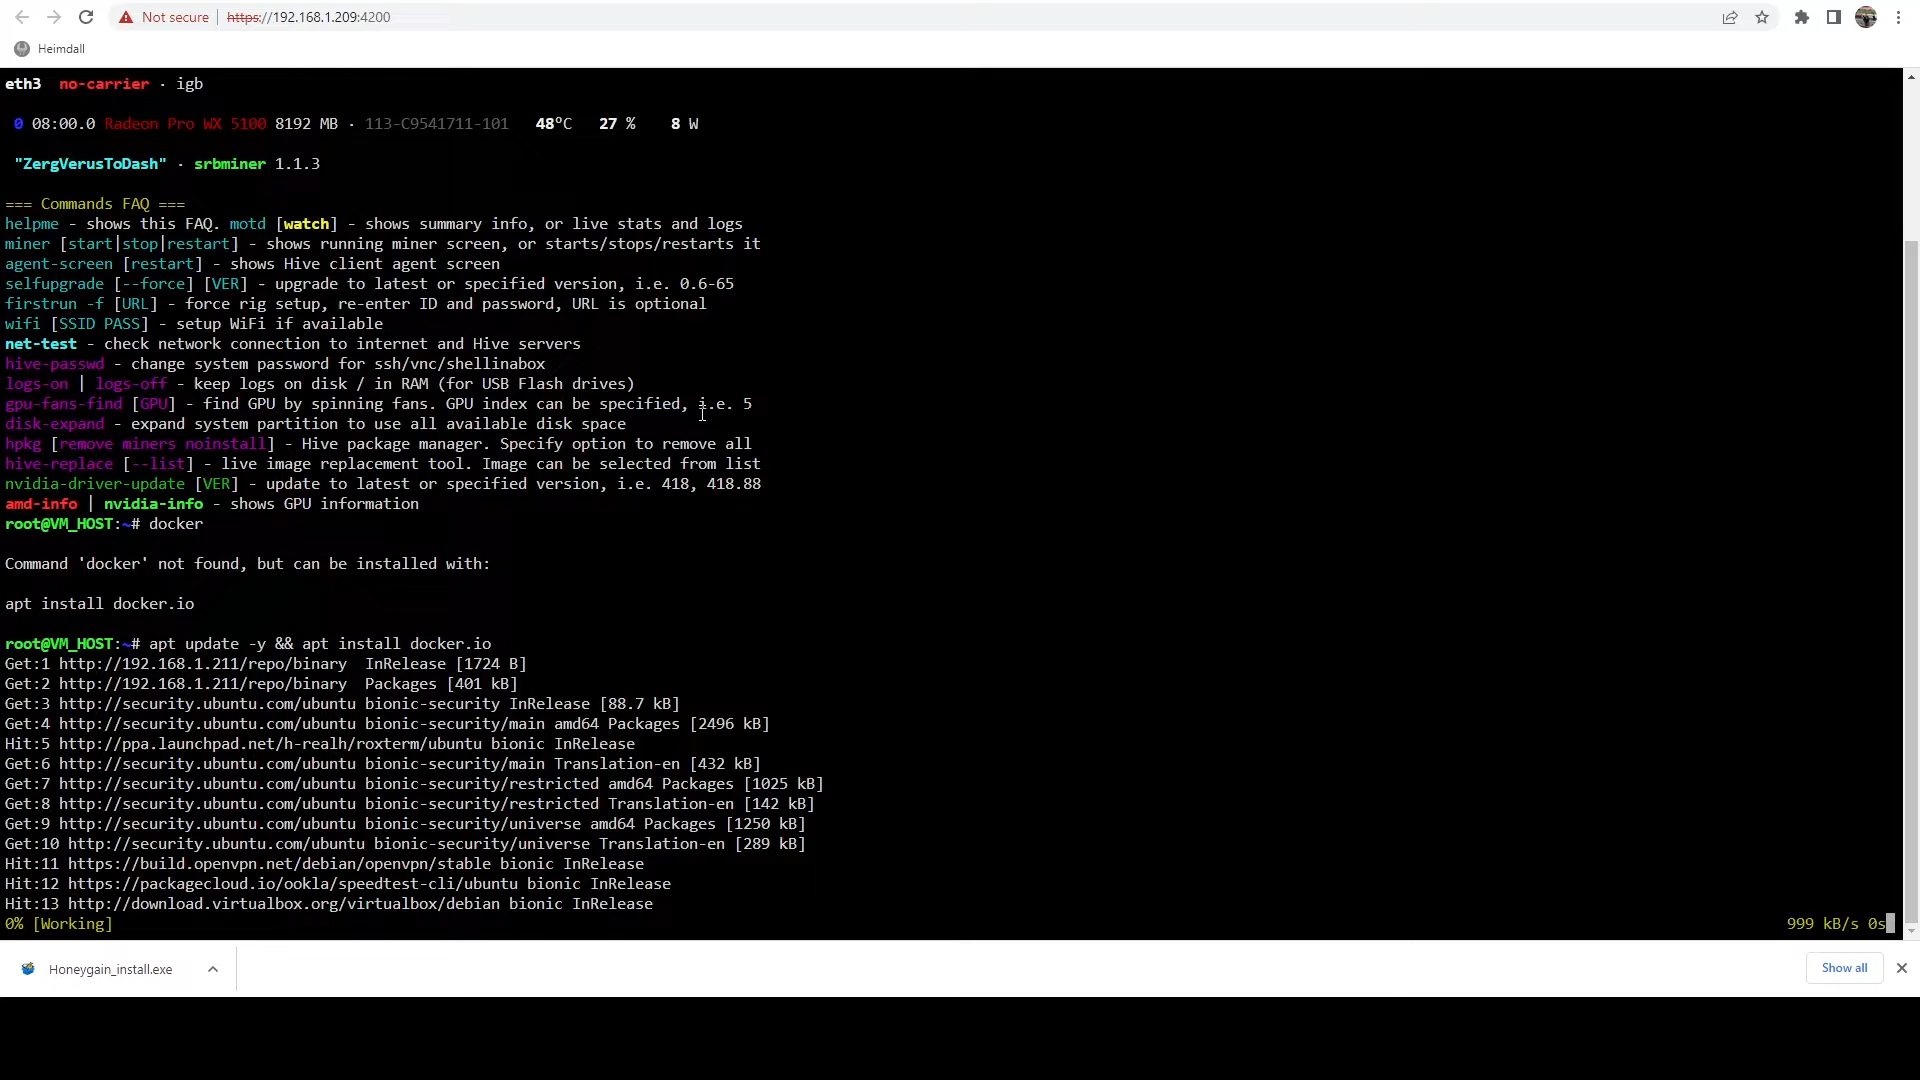 Not secure | https://192.168.1.209:4200
Heimdall
eth3  no-carrier · igb
0 08:00.0 Radeon Pro WX 5100 8192 MB · 113-C9541711-101   48°C   27 %    8 W
"ZergVerusToDash" · srbminer 1.1.3
=== Commands FAQ ===
helpme - shows this FAQ. motd [watch] - shows summary info, or live stats and logs
miner [start|stop|restart] - shows running miner screen, or starts/stops/restarts it
agent-screen [restart] - shows Hive client agent screen
selfupgrade [--force] [VER] - upgrade to latest or specified version, i.e. 0.6-65
firstrun -f [URL] - force rig setup, re-enter ID and password, URL is optional
wifi [SSID PASS] - setup WiFi if available
net-test - check network connection to internet and Hive servers
hive-passwd - change system password for ssh/vnc/shellinabox
logs-on | logs-off - keep logs on disk / in RAM (for USB Flash drives)
gpu-fans-find [GPU] - find GPU by spinning fans. GPU index can be specified, i.e. 5
disk-expand - expand system partition to use all available disk space
hpkg [remove miners noinstall] - Hive package manager. Specify option to remove all
hive-replace [--list] - live image replacement tool. Image can be selected from list
nvidia-driver-update [VER] - update to latest or specified version, i.e. 418, 418.88
amd-info | nvidia-info - shows GPU information
root@VM_HOST:~# docker
Command 'docker' not found, but can be installed with:
apt install docker.io
root@VM_HOST:~# apt update -y && apt install docker.io
Get:1 http://192.168.1.211/repo/binary  InRelease [1724 B]
Get:2 http://192.168.1.211/repo/binary  Packages [401 kB]
Get:3 http://security.ubuntu.com/ubuntu bionic-security InRelease [88.7 kB]
Get:4 http://security.ubuntu.com/ubuntu bionic-security/main amd64 Packages [2496 kB]
Hit:5 http://ppa.launchpad.net/h-realh/roxterm/ubuntu bionic InRelease
Get:6 http://security.ubuntu.com/ubuntu bionic-security/main Translation-en [432 kB]
Get:7 http://security.ubuntu.com/ubuntu bionic-security/restricted amd64 Packages [1025 kB]
Get:8 http://security.ubuntu.com/ubuntu bionic-security/restricted Translation-en [142 kB]
Get:9 http://security.ubuntu.com/ubuntu bionic-security/universe amd64 Packages [1250 kB]
Get:10 http://security.ubuntu.com/ubuntu bionic-security/universe Translation-en [289 kB]
Hit:11 https://build.openvpn.net/debian/openvpn/stable bionic InRelease
Hit:12 https://packagecloud.io/ookla/speedtest-cli/ubuntu bionic InRelease
Hit:13 http://download.virtualbox.org/virtualbox/debian bionic InRelease
0% [Working] 999 kB/s 0s
Honeygain_install.exe
Show all